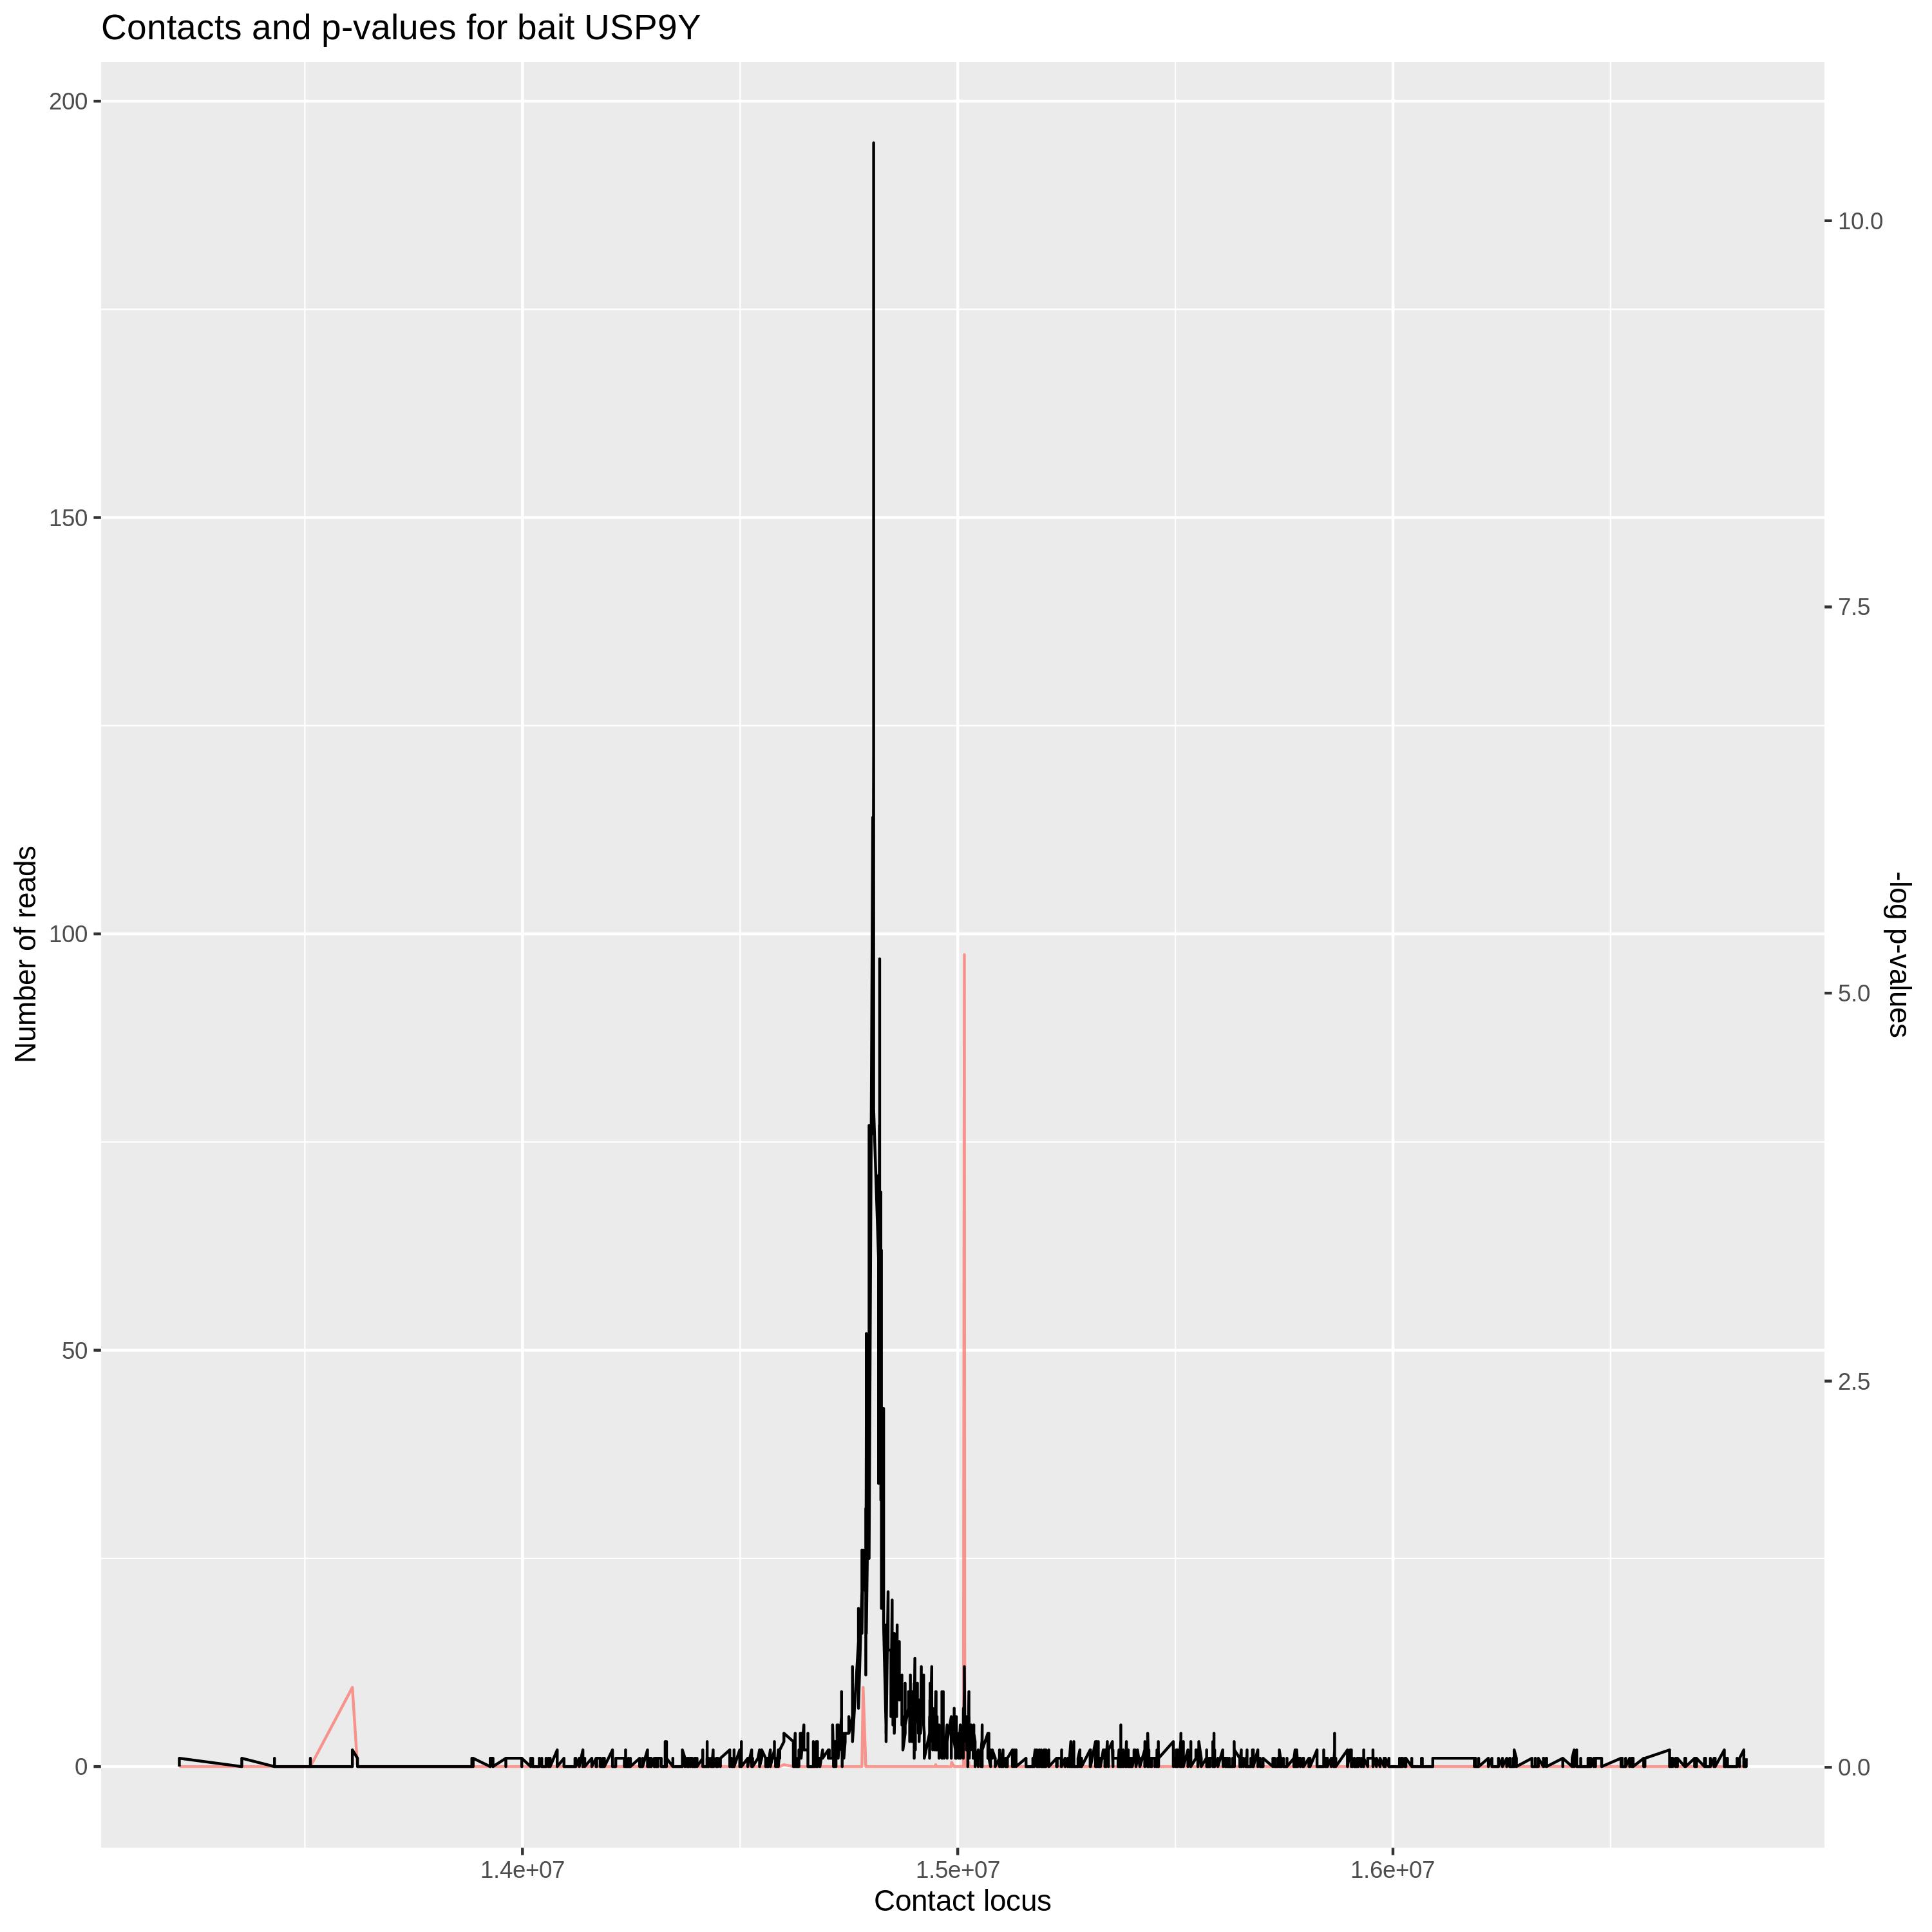 Contacts and p-values for bait USP9Y
200
150
100
50
0
Number of reads
10.0
7.5
5.0
2.5
0.0
-log p-values
1.4e+07
1.5e+07
1.6e+07
Contact locus